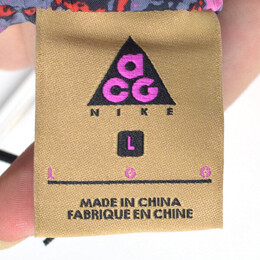 aCG
NIKE
L
L G G
MADE IN CHINA
FABRIQUE EN CHINE